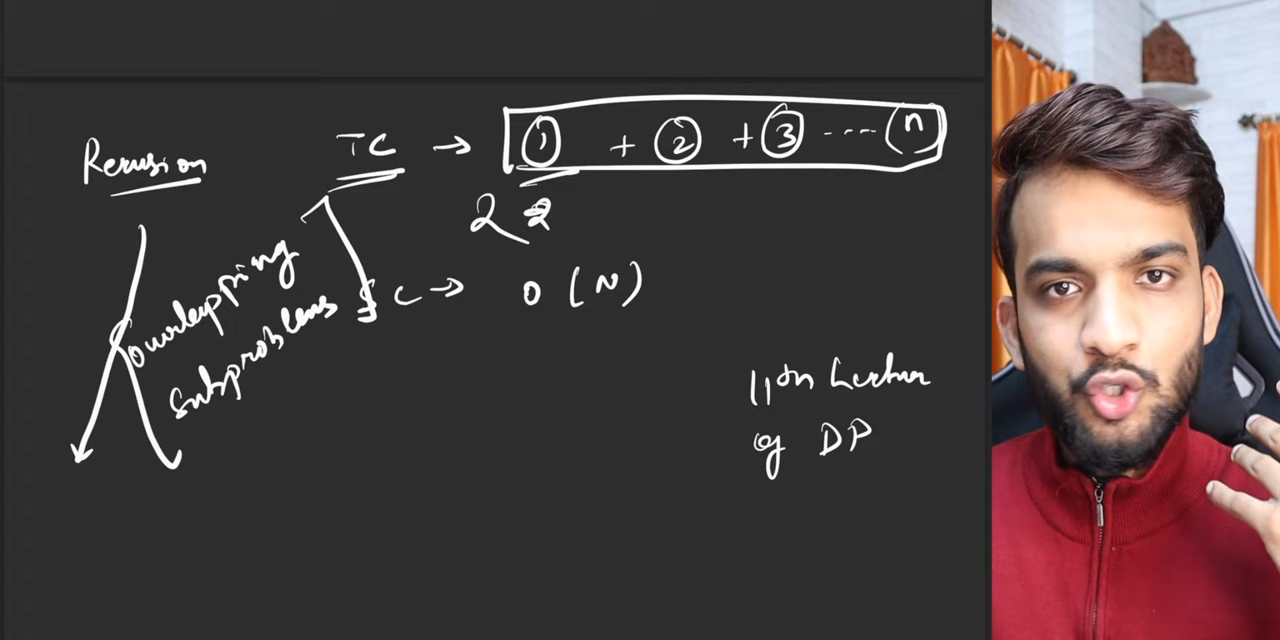 Recursion
TC → 1 + 2 + 3 ---- n
2
overlapping
subproblems
SC → O(N)
11th Lecture
of DP